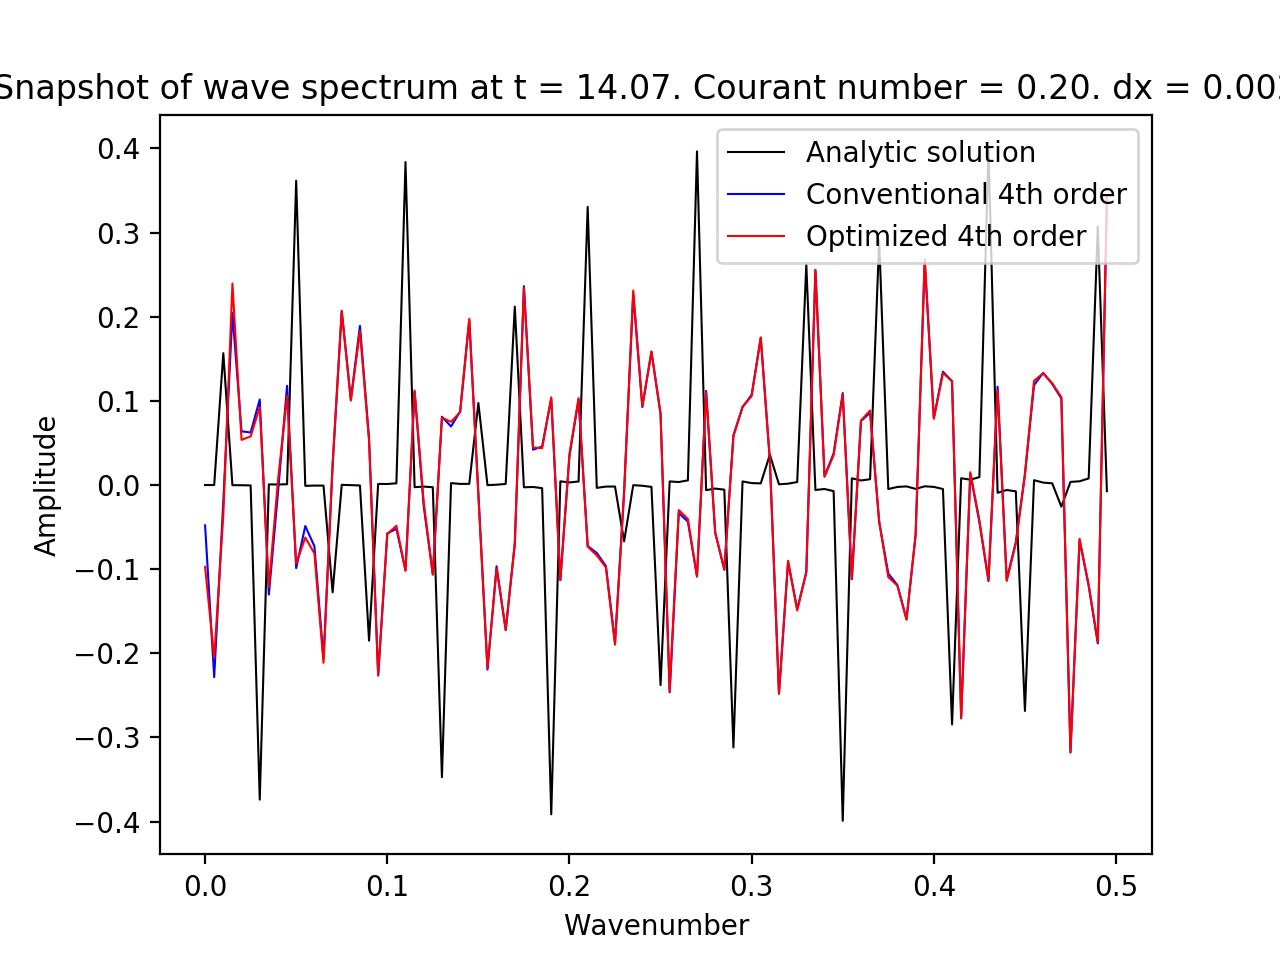 Snapshot of wave spectrum at t = 14.07. Courant number = 0.20. dx = 0.00
Analytic solution
Conventional 4th order
Optimized 4th order
0.4
0.3
0.2
0.1
0.0
−0.1
−0.2
−0.3
−0.4
Amplitude
0.0 0.1 0.2 0.3 0.4 0.5
Wavenumber